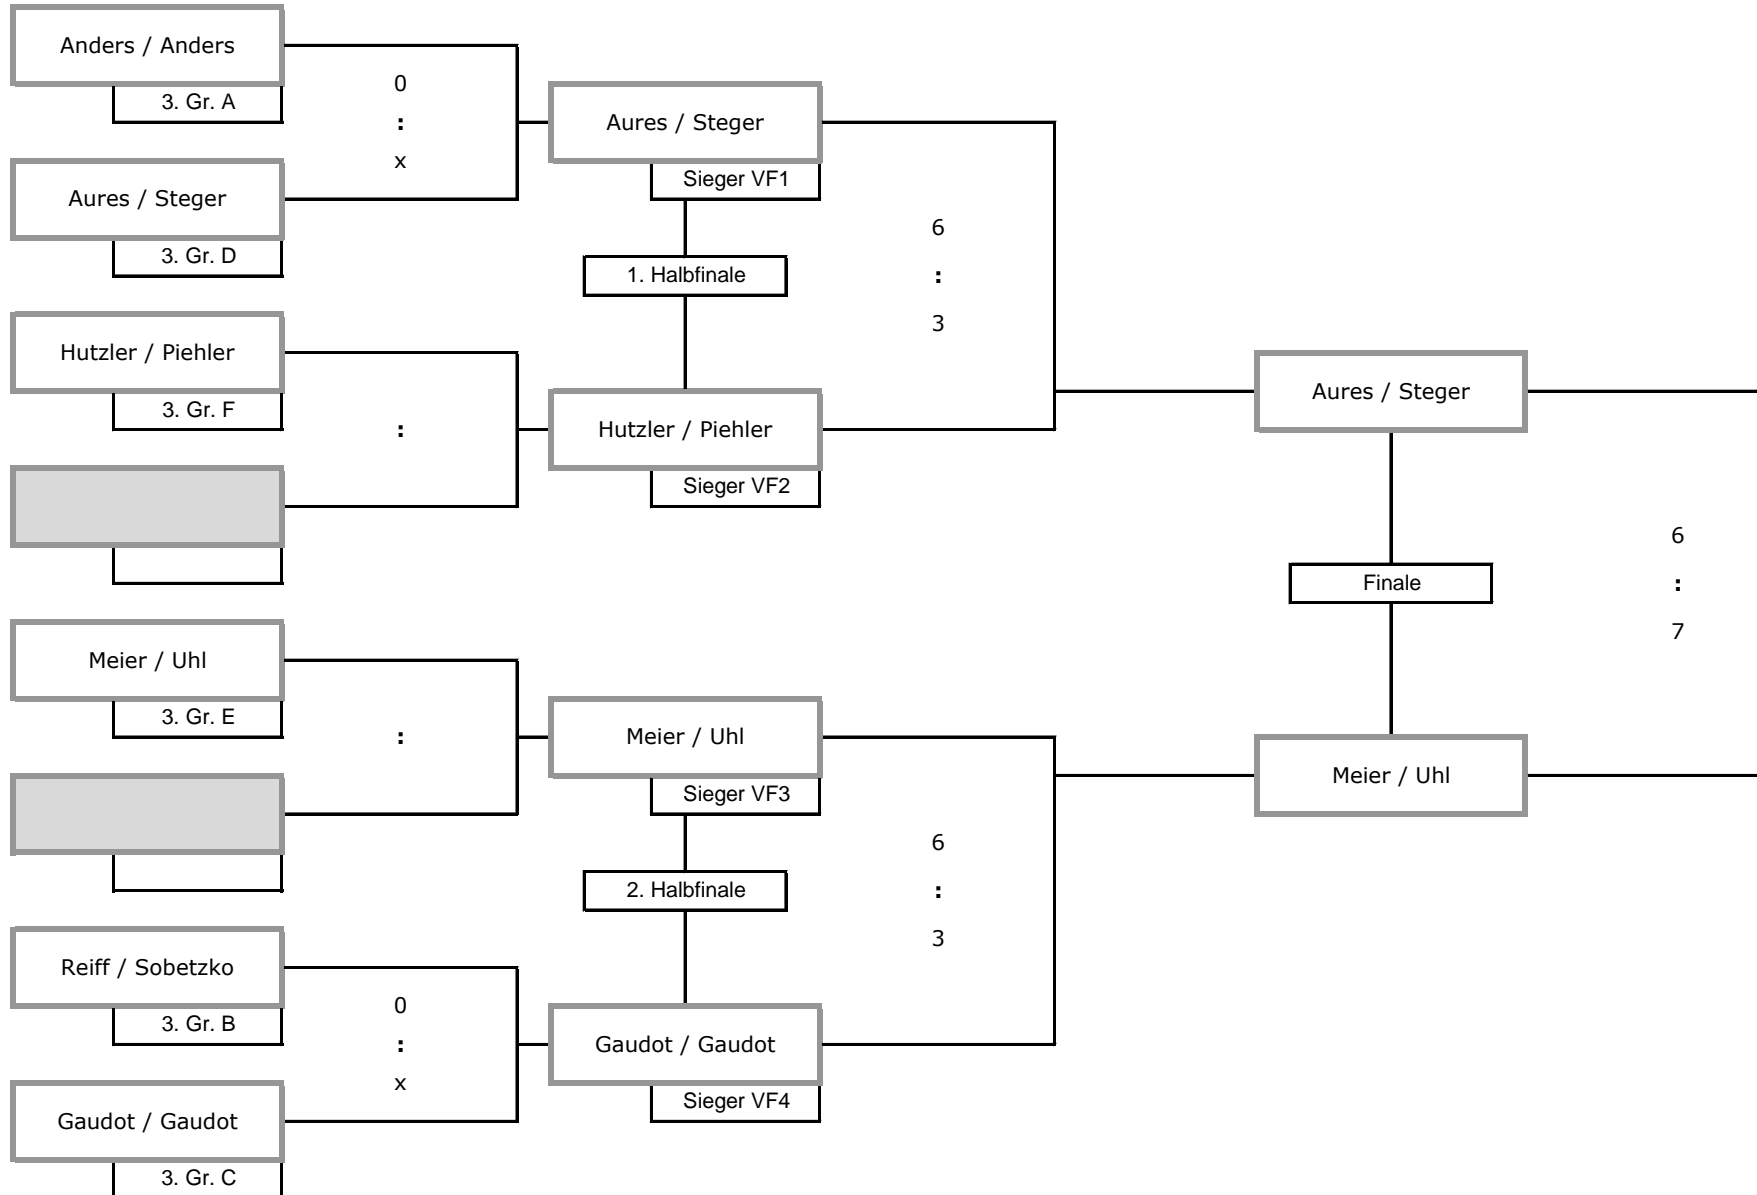 Anders / Anders
3. Gr. A
0
:
x
Aures / Steger
3. Gr. D
Hutzler / Piehler
3. Gr. F
:
Meier / Uhl
3. Gr. E
:
Reiff / Sobetzko
3. Gr. B
0
:
x
Gaudot / Gaudot
3. Gr. C
Aures / Steger
Sieger VF1
1. Halbfinale
6
:
3
Hutzler / Piehler
Sieger VF2
Meier / Uhl
Sieger VF3
2. Halbfinale
6
:
3
Gaudot / Gaudot
Sieger VF4
Aures / Steger
Finale
6
:
7
Meier / Uhl